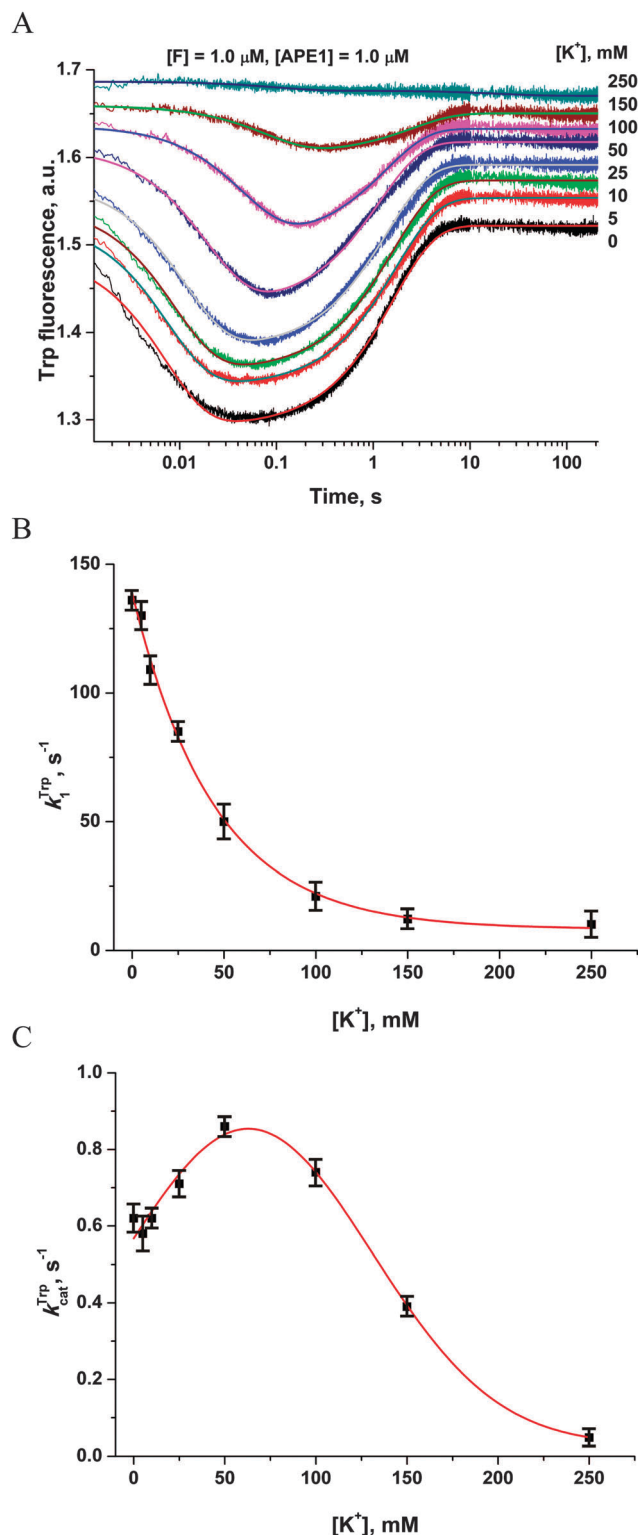 A
[F] = 1.0 μM, [APE1] = 1.0 μM
[K⁺], mM
1.7
1.6
1.5
1.4
1.3
250
150
100
50
25
10
5
0
Trp fluorescence, a.u.
0.01 0.1 1 10 100
Time, s
B
150
100
50
0
k₁ᵀʳᵖ, s⁻¹
0 50 100 150 200 250
[K⁺], mM
C
1.0
0.8
0.6
0.4
0.2
0.0
k_cat^Trp, s⁻¹
0 50 100 150 200 250
[K⁺], mM